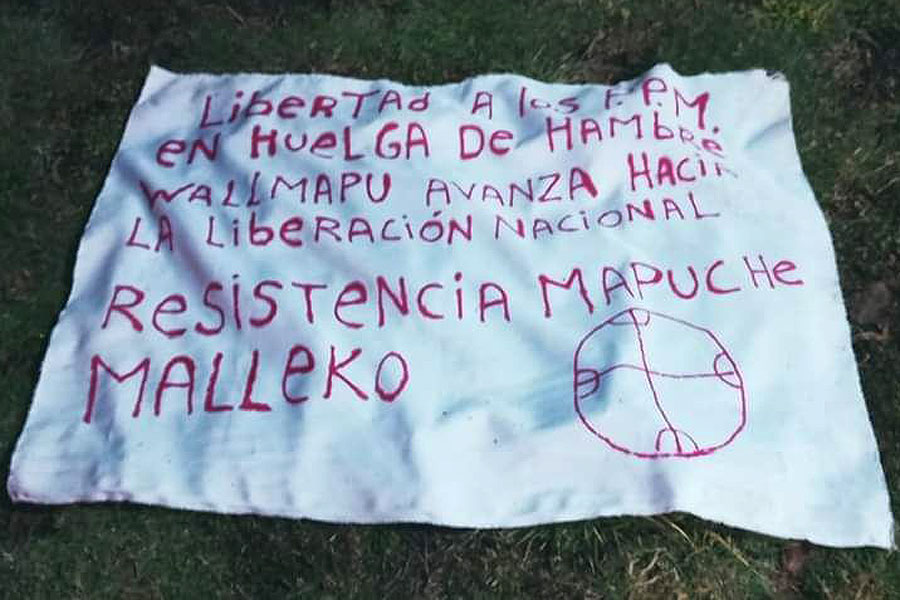 LibERTAd A los P.P.M.
eN HUeLGA De HAMbRe
WALLMAPU AVANZA HACIA
LA LibeRACiÓN NACiONAL
ReSiSTeNCiA MAPUCHe
MALLeKO